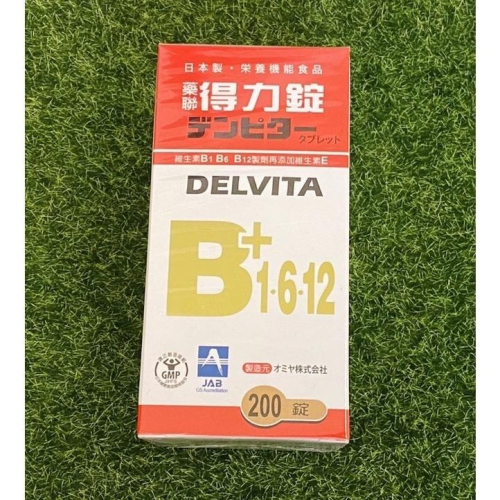 日本製・栄養機能食品
藥聯 得力錠
デンピター
タブレット
維生素B1 B6 B12製劑再添加維生素E
DELVITA
B+
1·6·12
GMP
JAB
製造元 オミヤ株式会社
200 錠